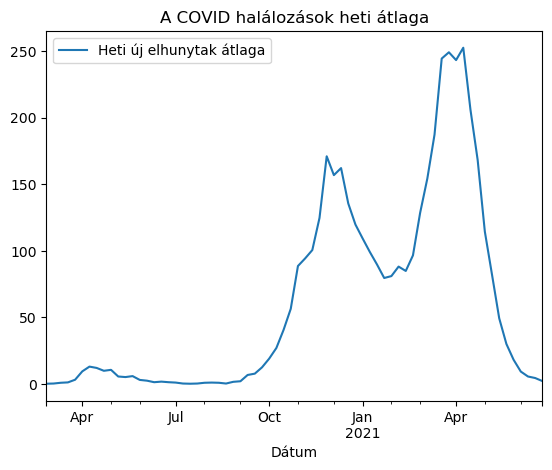 A COVID halálozások heti átlaga
Heti új elhunytak átlaga
250
200
150
100
50
0
Apr Jul Oct Jan Apr
2021
Dátum